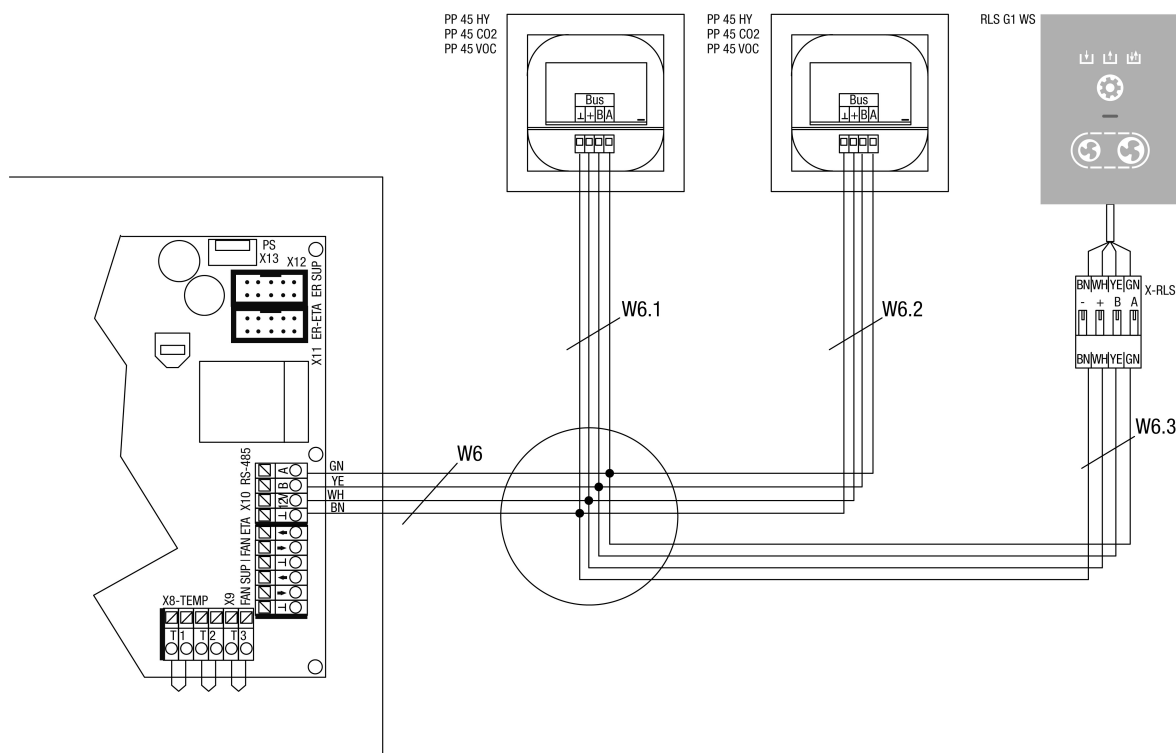 PP 45 HY
PP 45 CO2
PP 45 VOC
PP 45 HY
PP 45 CO2
PP 45 VOC
RLS G1 WS
Bus
⊥ + B A
Bus
⊥ + B A
PS
X13
X12
ER SUP
ER-ETA
X11
BN WH YE GN
- + B A
X-RLS
BN WH YE GN
W6.1
W6.2
W6.3
W6
RS-485
X10
A
B
12V
⊥
GN
YE
WH
BN
FAN ETA
FAN SUP I
⊥
⊥
X8-TEMP
X9
T 1 T 2 T 3